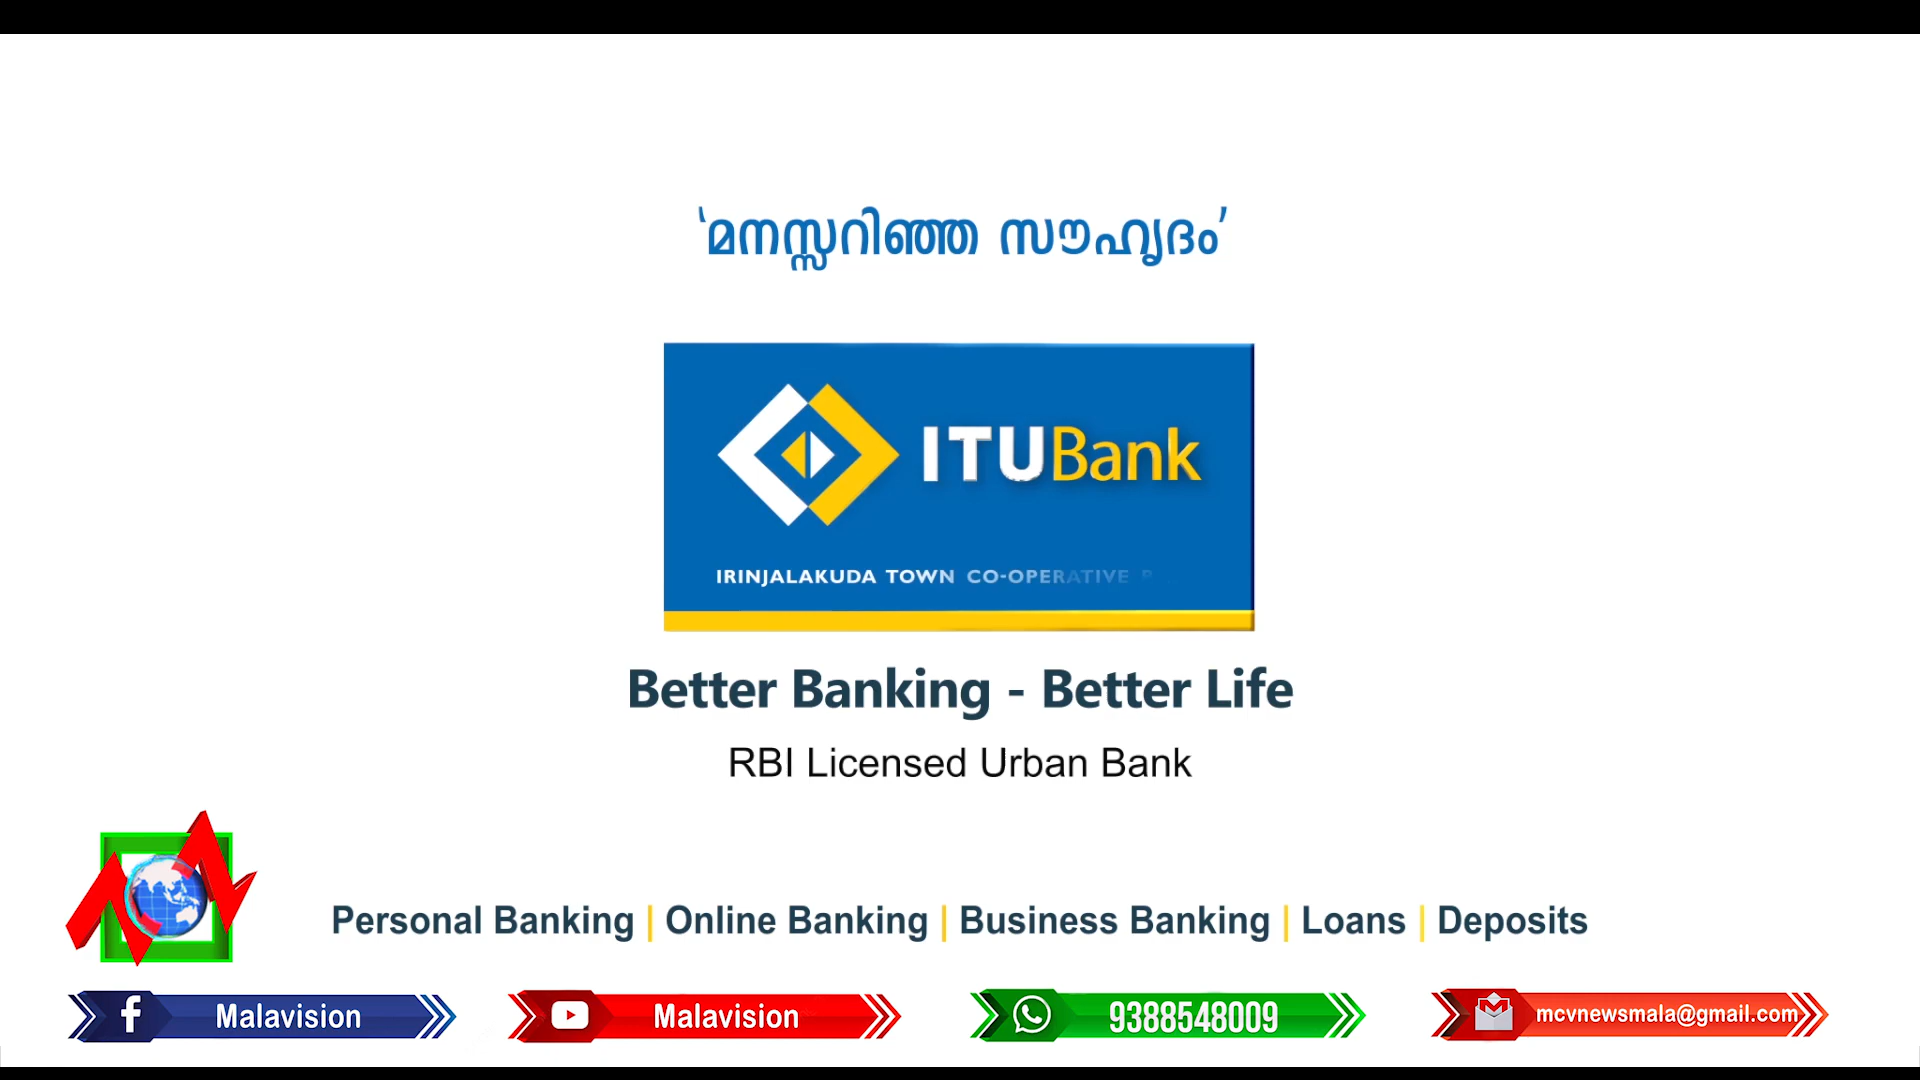 ‘മനസ്സറിഞ്ഞ സൗഹൃദം’
ITUBank
IRINJALAKUDA TOWN CO-OPERATIVE
Better Banking - Better Life
RBI Licensed Urban Bank
Personal Banking | Online Banking | Business Banking | Loans | Deposits
Malavision Malavision 9388548009 mcvnewsmala@gmail.com